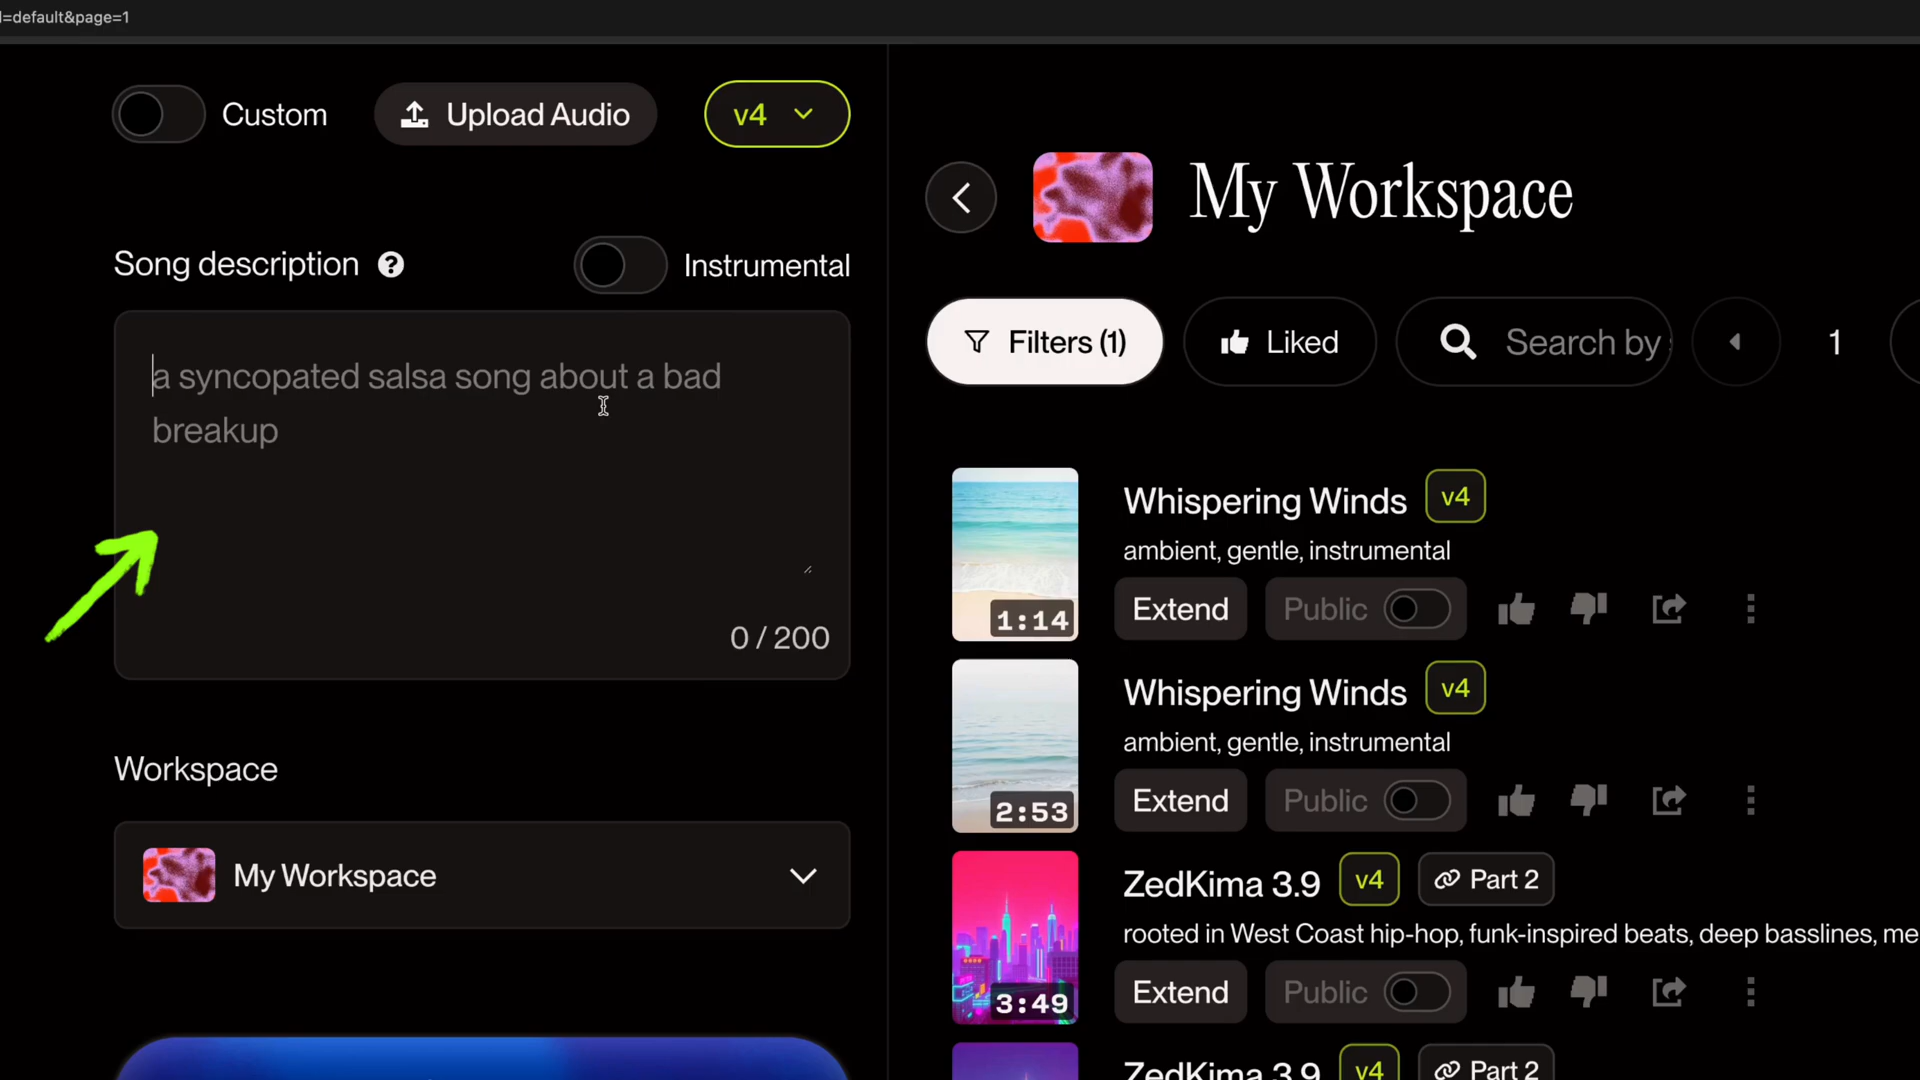 d=default&page=1
Custom
Upload Audio
v4
Song description ?
Instrumental
a syncopated salsa song about a bad
breakup
0 / 200
Workspace
My Workspace
My Workspace
Filters (1)
Liked
Search by
1
Whispering Winds v4
ambient, gentle, instrumental
1:14
Extend
Public
Whispering Winds v4
ambient, gentle, instrumental
2:53
Extend
Public
ZedKima 3.9 v4 Part 2
rooted in West Coast hip-hop, funk-inspired beats, deep basslines, me
3:49
Extend
Public
ZedKima 3.9 v4 Part 2